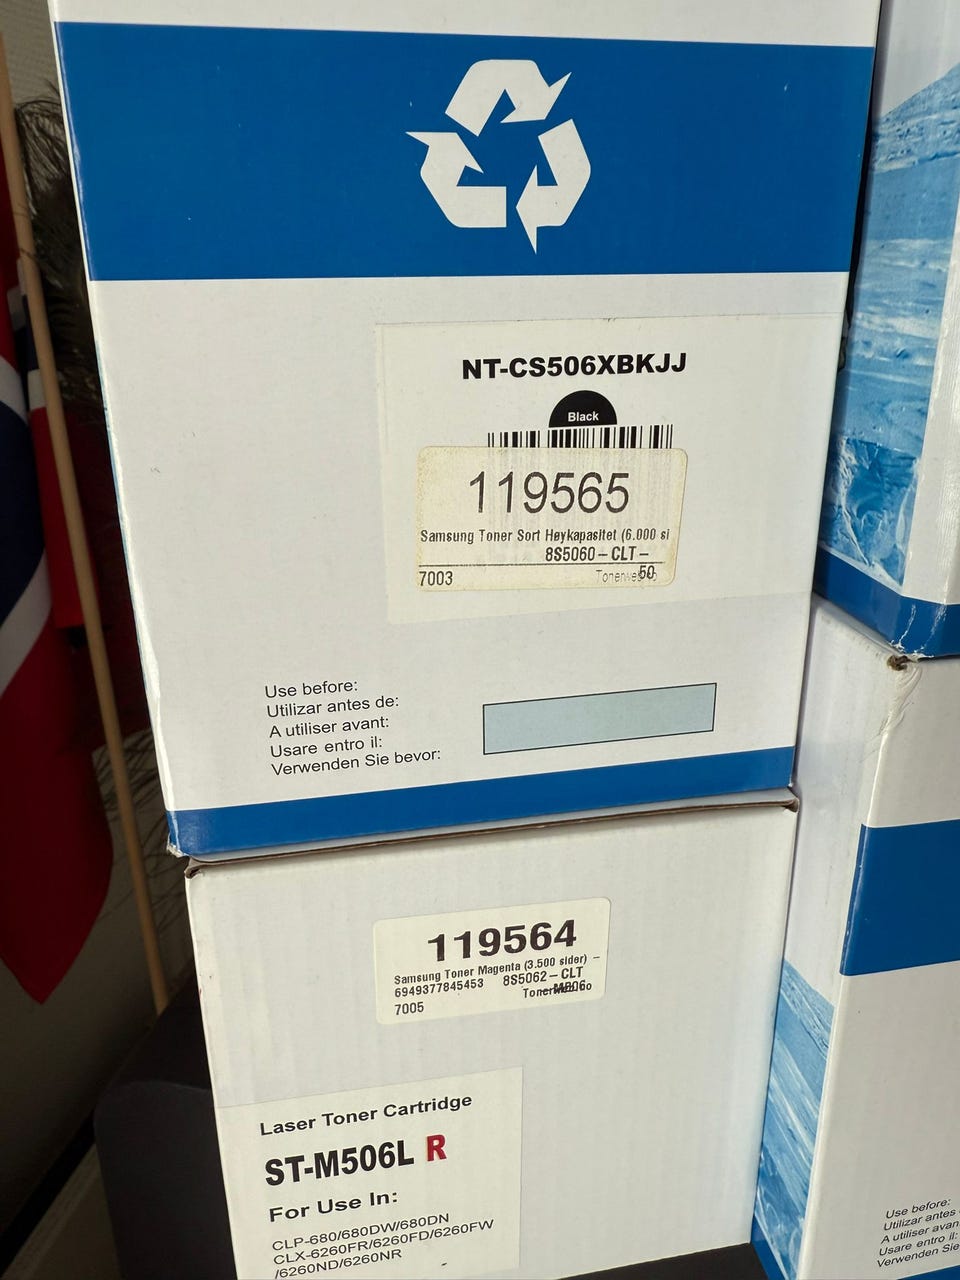 NT-CS506XBKJJ
Black
119565
Samsung Toner Sort Høykapasitet (6.000 si
8S5060-CLT-
7003
50
Use before:
Utilizar antes de:
A utiliser avant:
Usare entro il:
Verwenden Sie bevor:
119564
Samsung Toner Magenta (3.500 sider) -
6949377845453 8S5062-CLT
7005
Laser Toner Cartridge
ST-M506L R
For Use In:
CLP-680/680DW/680DN
CLX-6260FR/6260FD/6260FW
/6260ND/6260NR
Use before:
Utilizar antes
A utiliser avan
Usare entro il:
Verwenden Sie